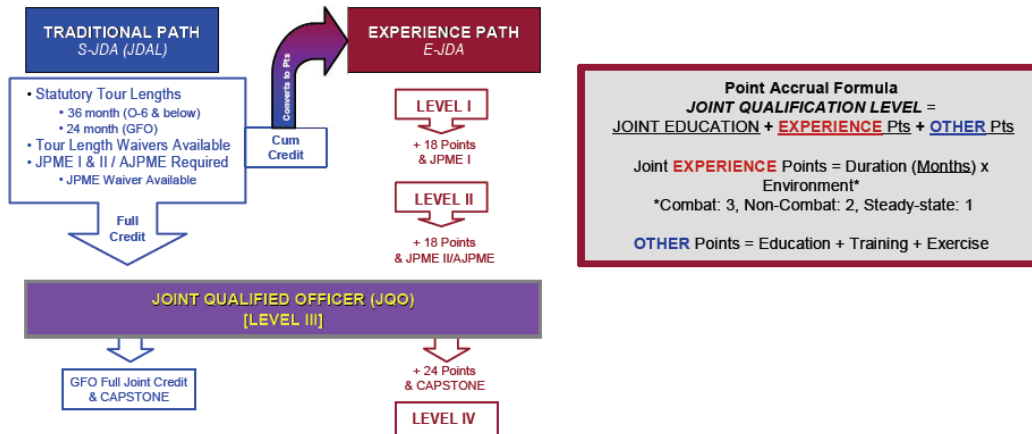 TRADITIONAL PATH
S-JDA (JDAL)
• Statutory Tour Lengths
• 36 month (O-6 & below)
• 24 month (GFO)
• Tour Length Waivers Available
• JPME I & II / AJPME Required
• JPME Waiver Available
Full
Credit
Cum
Credit
Converts to Pts
EXPERIENCE PATH
E-JDA
LEVEL I
+ 18 Points
& JPME I
LEVEL II
+ 18 Points
& JPME II/AJPME
JOINT QUALIFIED OFFICER (JQO)
[LEVEL III]
GFO Full Joint Credit
& CAPSTONE
+ 24 Points
& CAPSTONE
LEVEL IV
Point Accrual Formula
JOINT QUALIFICATION LEVEL =
JOINT EDUCATION + EXPERIENCE Pts + OTHER Pts
Joint EXPERIENCE Points = Duration (Months) x
Environment*
*Combat: 3, Non-Combat: 2, Steady-state: 1
OTHER Points = Education + Training + Exercise